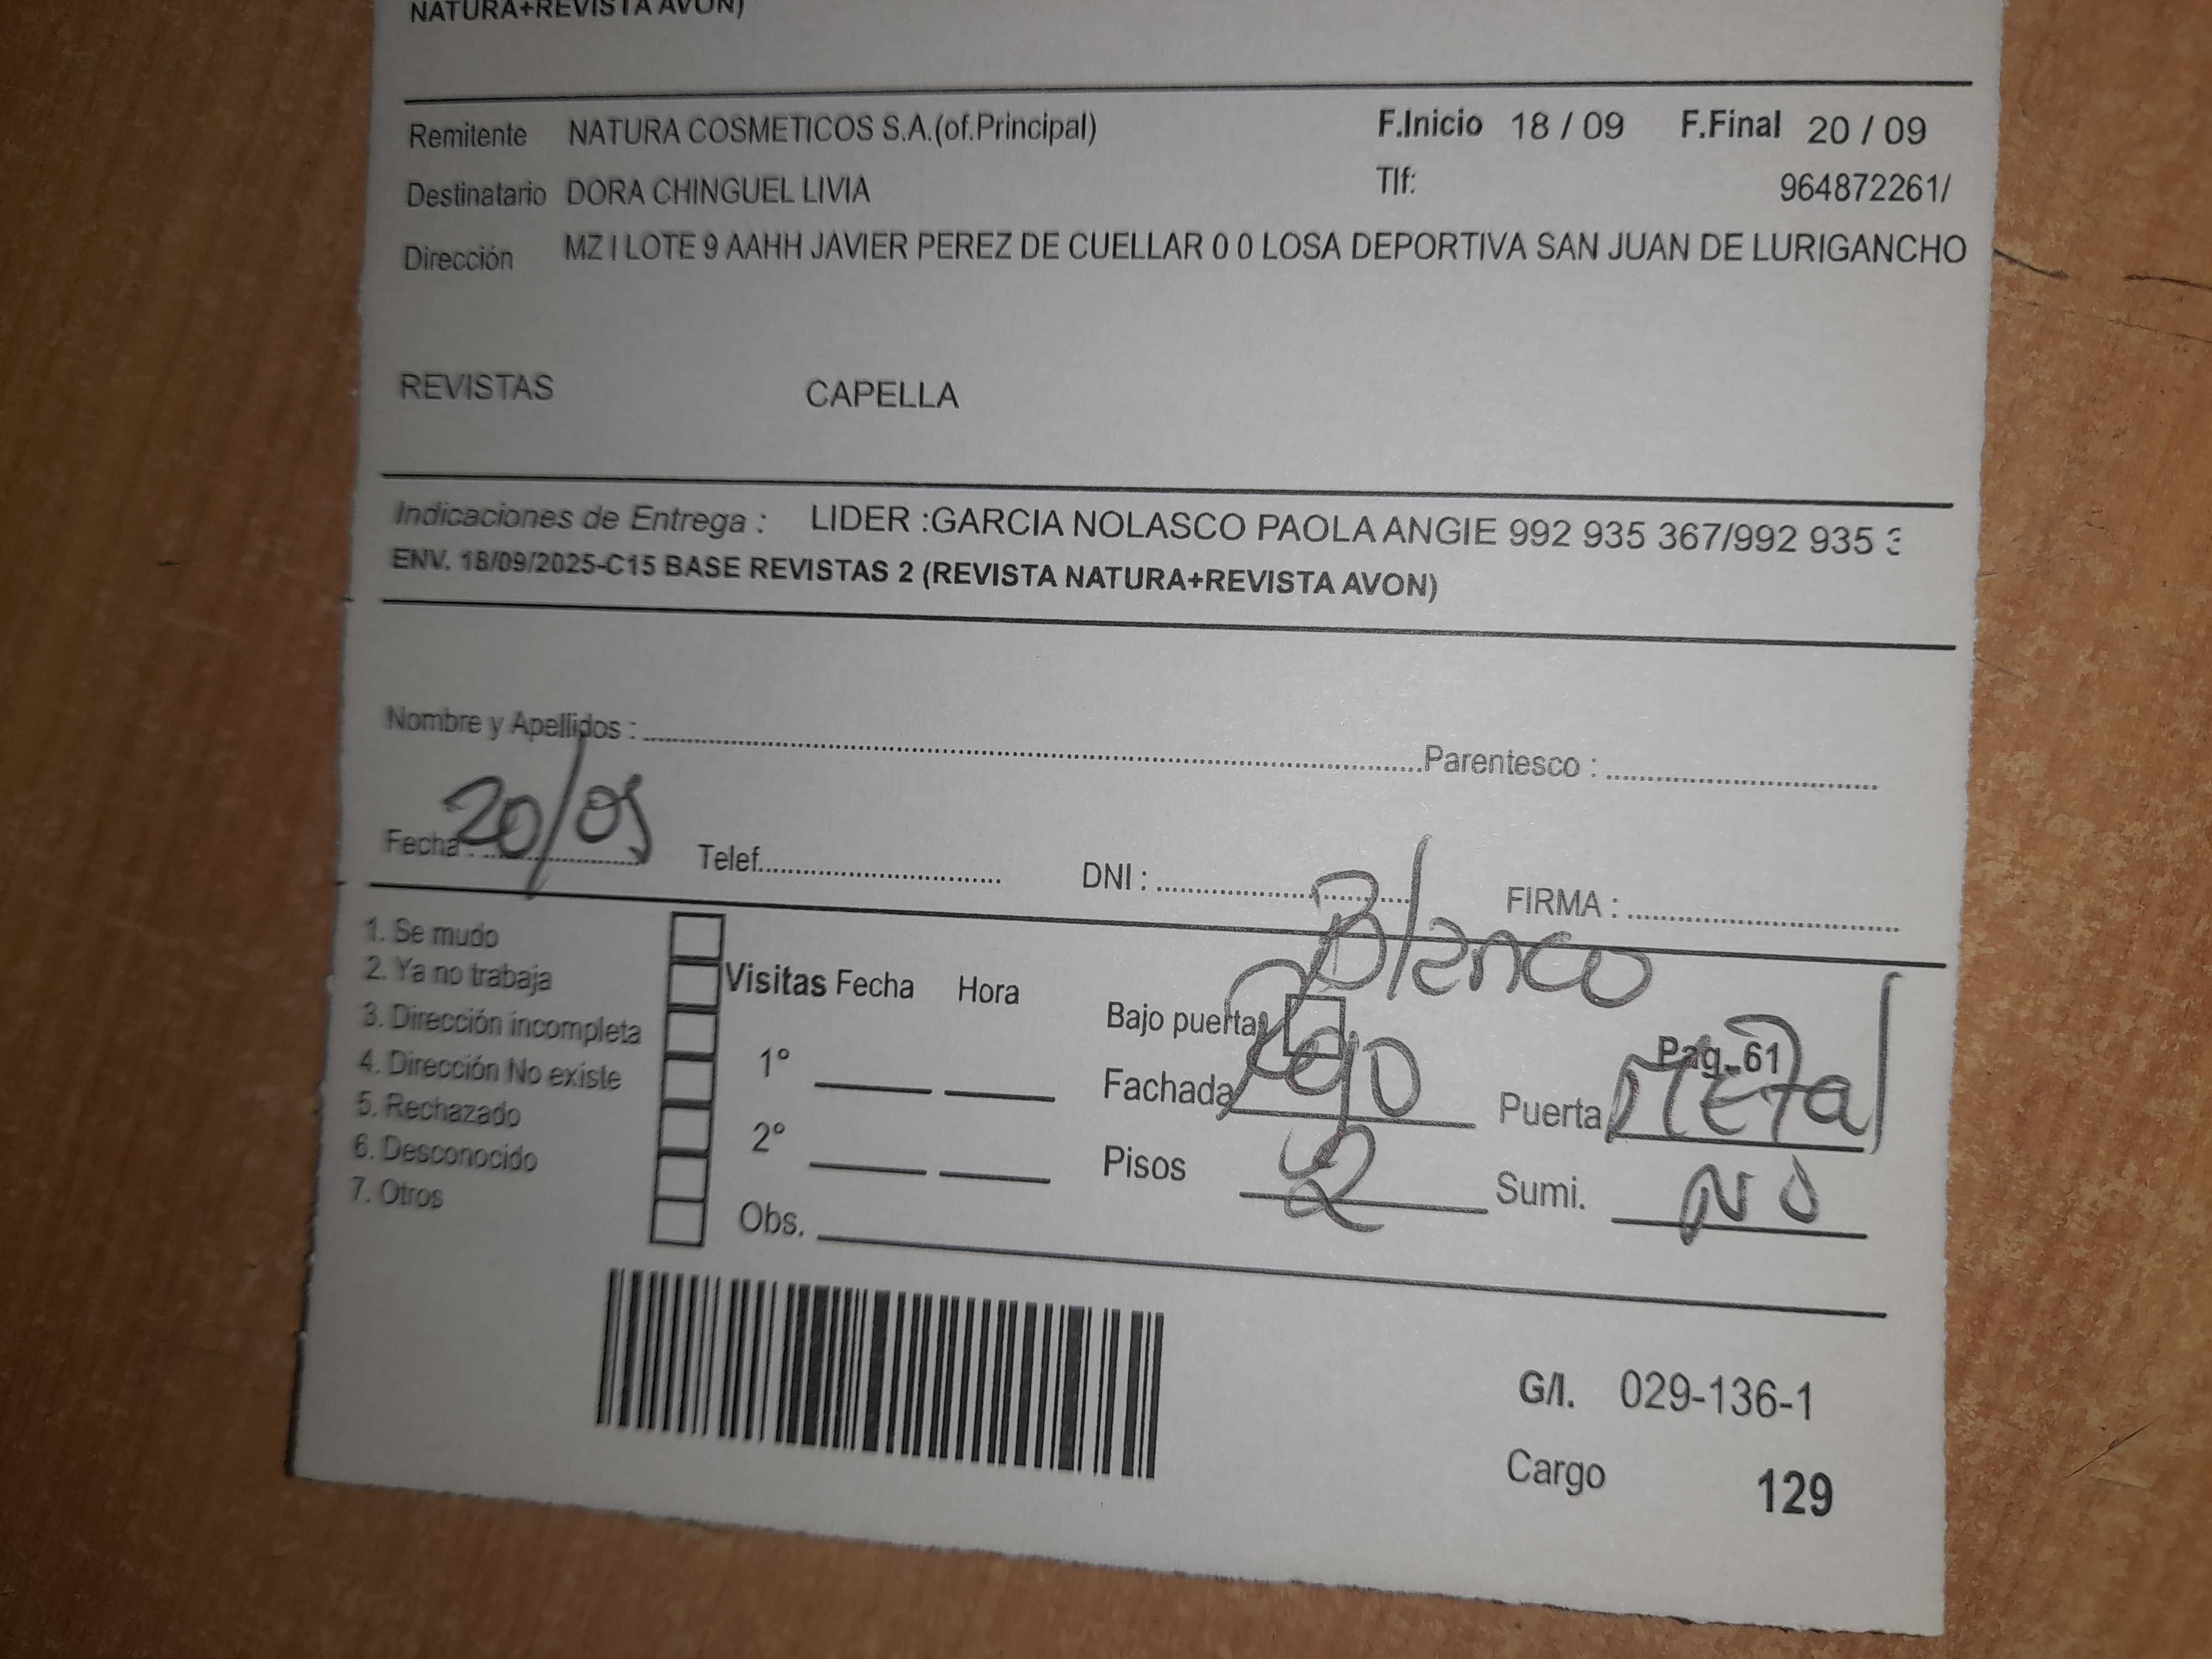 NATURA+REVISTA AVON)
Remitente NATURA COSMETICOS S.A.(of.Principal) F.Inicio 18 / 09 F.Final 20 / 09
Destinatario DORA CHINGUEL LIVIA Tlf: 964872261/
Dirección MZ I LOTE 9 AAHH JAVIER PEREZ DE CUELLAR 0 0 LOSA DEPORTIVA SAN JUAN DE LURIGANCHO
REVISTAS CAPELLA
Indicaciones de Entrega : LIDER :GARCIA NOLASCO PAOLA ANGIE 992 935 367/992 935 3
ENV. 18/09/2025-C15 BASE REVISTAS 2 (REVISTA NATURA+REVISTA AVON)
Nombre y Apellidos : Parentesco :
Fecha : 20/09 Telef. DNI : FIRMA :
Blanco
1. Se mudo
2. Ya no trabaja
3. Dirección incompleta
4. Dirección No existe
5. Rechazado
6. Desconocido
7. Otros
Visitas Fecha Hora
1°
2°
Obs.
Bajo puerta Pag. 61
Fachada Puerta Metal
Pisos 2 Sumi. NO
G/I. 029-136-1
Cargo 129